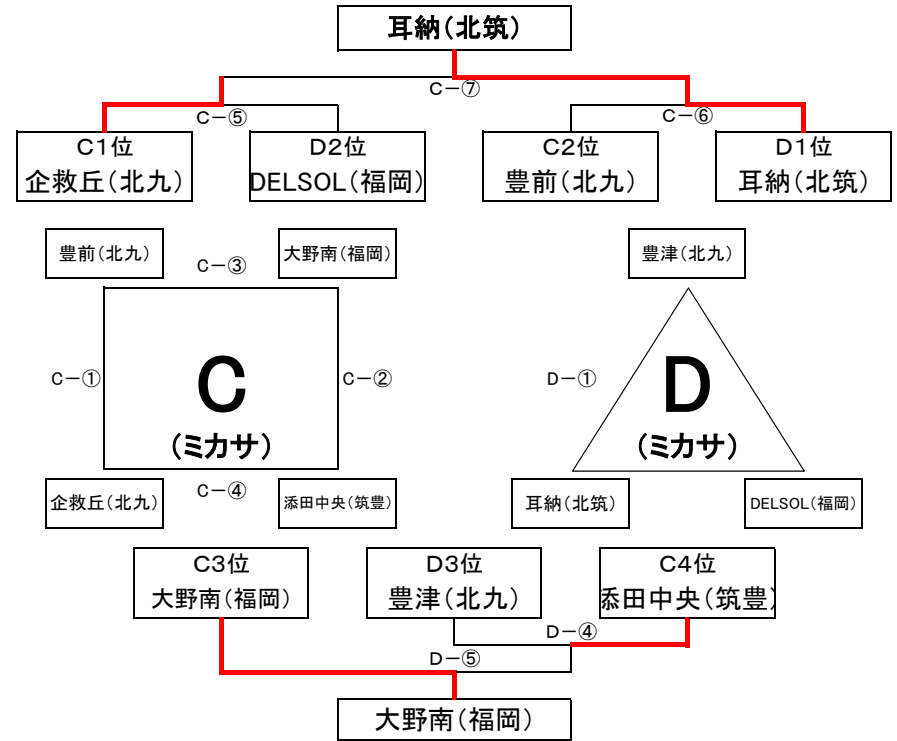 耳納(北筑)
C-⑦
C-⑤
C-⑥
C1位
企救丘(北九)
D2位
DELSOL(福岡)
C2位
豊前(北九)
D1位
耳納(北筑)
豊前(北九)
大野南(福岡)
豊津(北九)
C-③
C-①
C-②
D-①
C
(ミカサ)
D
(ミカサ)
C-④
企救丘(北九)
添田中央(筑豊)
耳納(北筑)
DELSOL(福岡)
C3位
大野南(福岡)
D3位
豊津(北九)
C4位
添田中央(筑豊)
D-④
D-⑤
大野南(福岡)